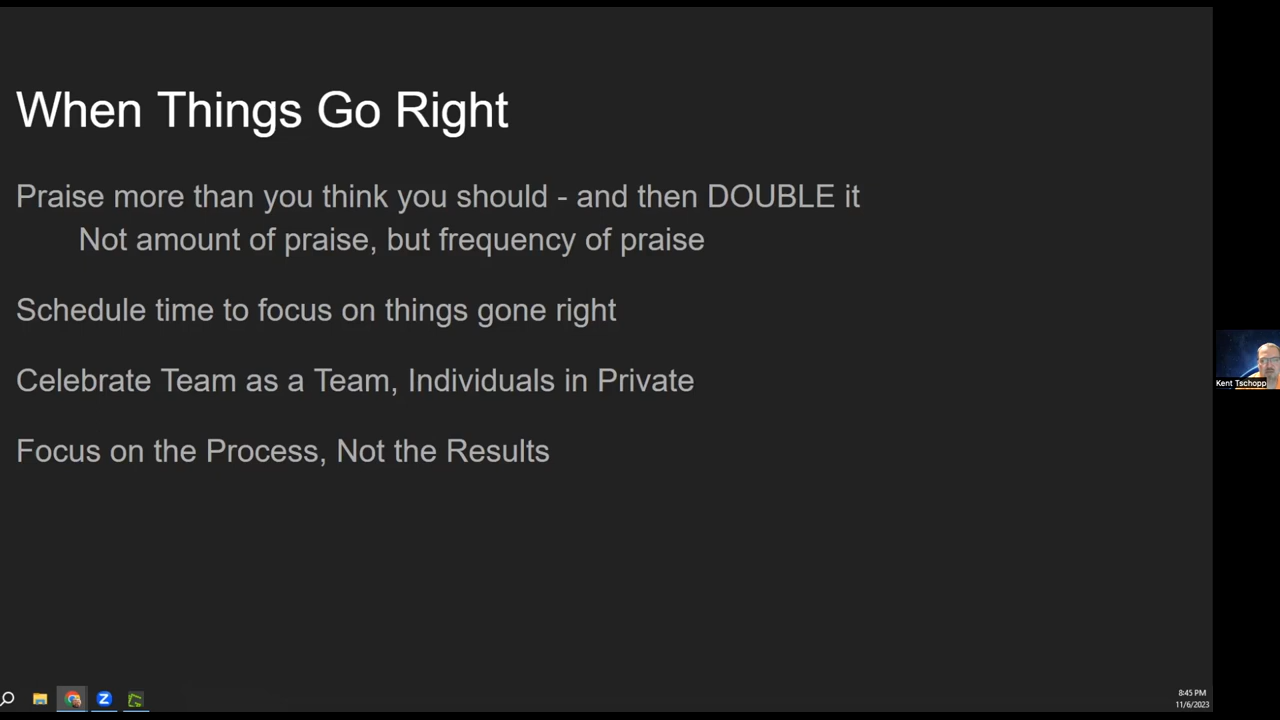 When Things Go Right
Praise more than you think you should - and then DOUBLE it
Not amount of praise, but frequency of praise
Schedule time to focus on things gone right
Celebrate Team as a Team, Individuals in Private
Focus on the Process, Not the Results
Kent Tschopp
8:45 PM
11/6/2023